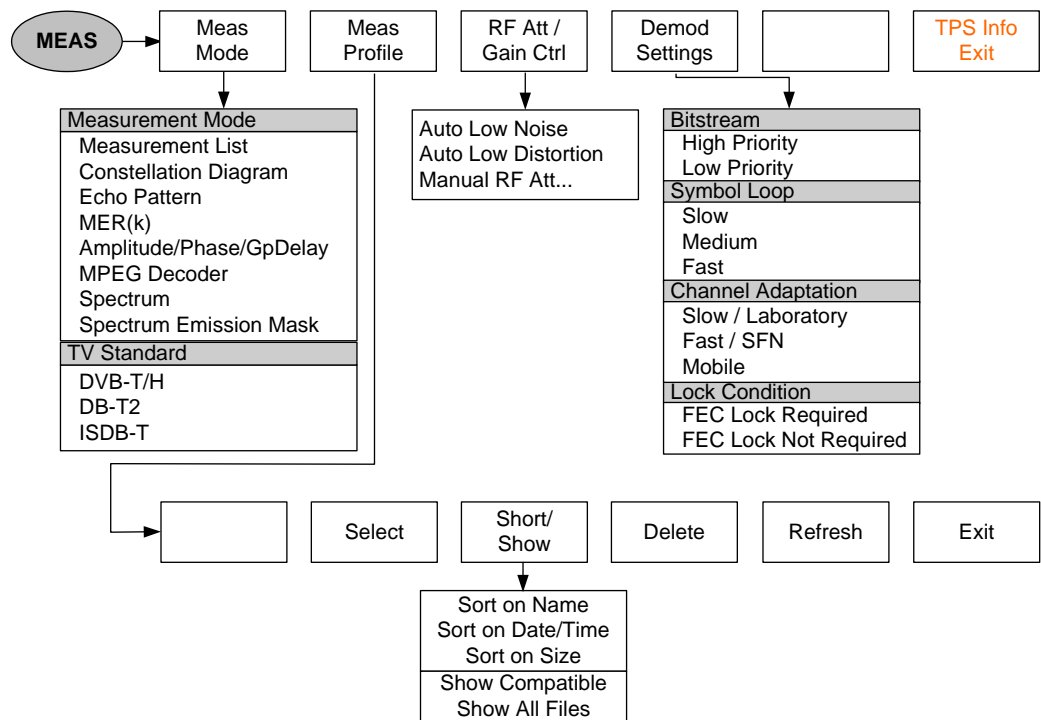 MEAS
Meas
Mode
Meas
Profile
RF Att /
Gain Ctrl
Demod
Settings
TPS Info
Exit
Measurement Mode
Measurement List
Constellation Diagram
Echo Pattern
MER(k)
Amplitude/Phase/GpDelay
MPEG Decoder
Spectrum
Spectrum Emission Mask
TV Standard
DVB-T/H
DB-T2
ISDB-T
Auto Low Noise
Auto Low Distortion
Manual RF Att...
Bitstream
High Priority
Low Priority
Symbol Loop
Slow
Medium
Fast
Channel Adaptation
Slow / Laboratory
Fast / SFN
Mobile
Lock Condition
FEC Lock Required
FEC Lock Not Required
Select
Short/
Show
Delete
Refresh
Exit
Sort on Name
Sort on Date/Time
Sort on Size
Show Compatible
Show All Files